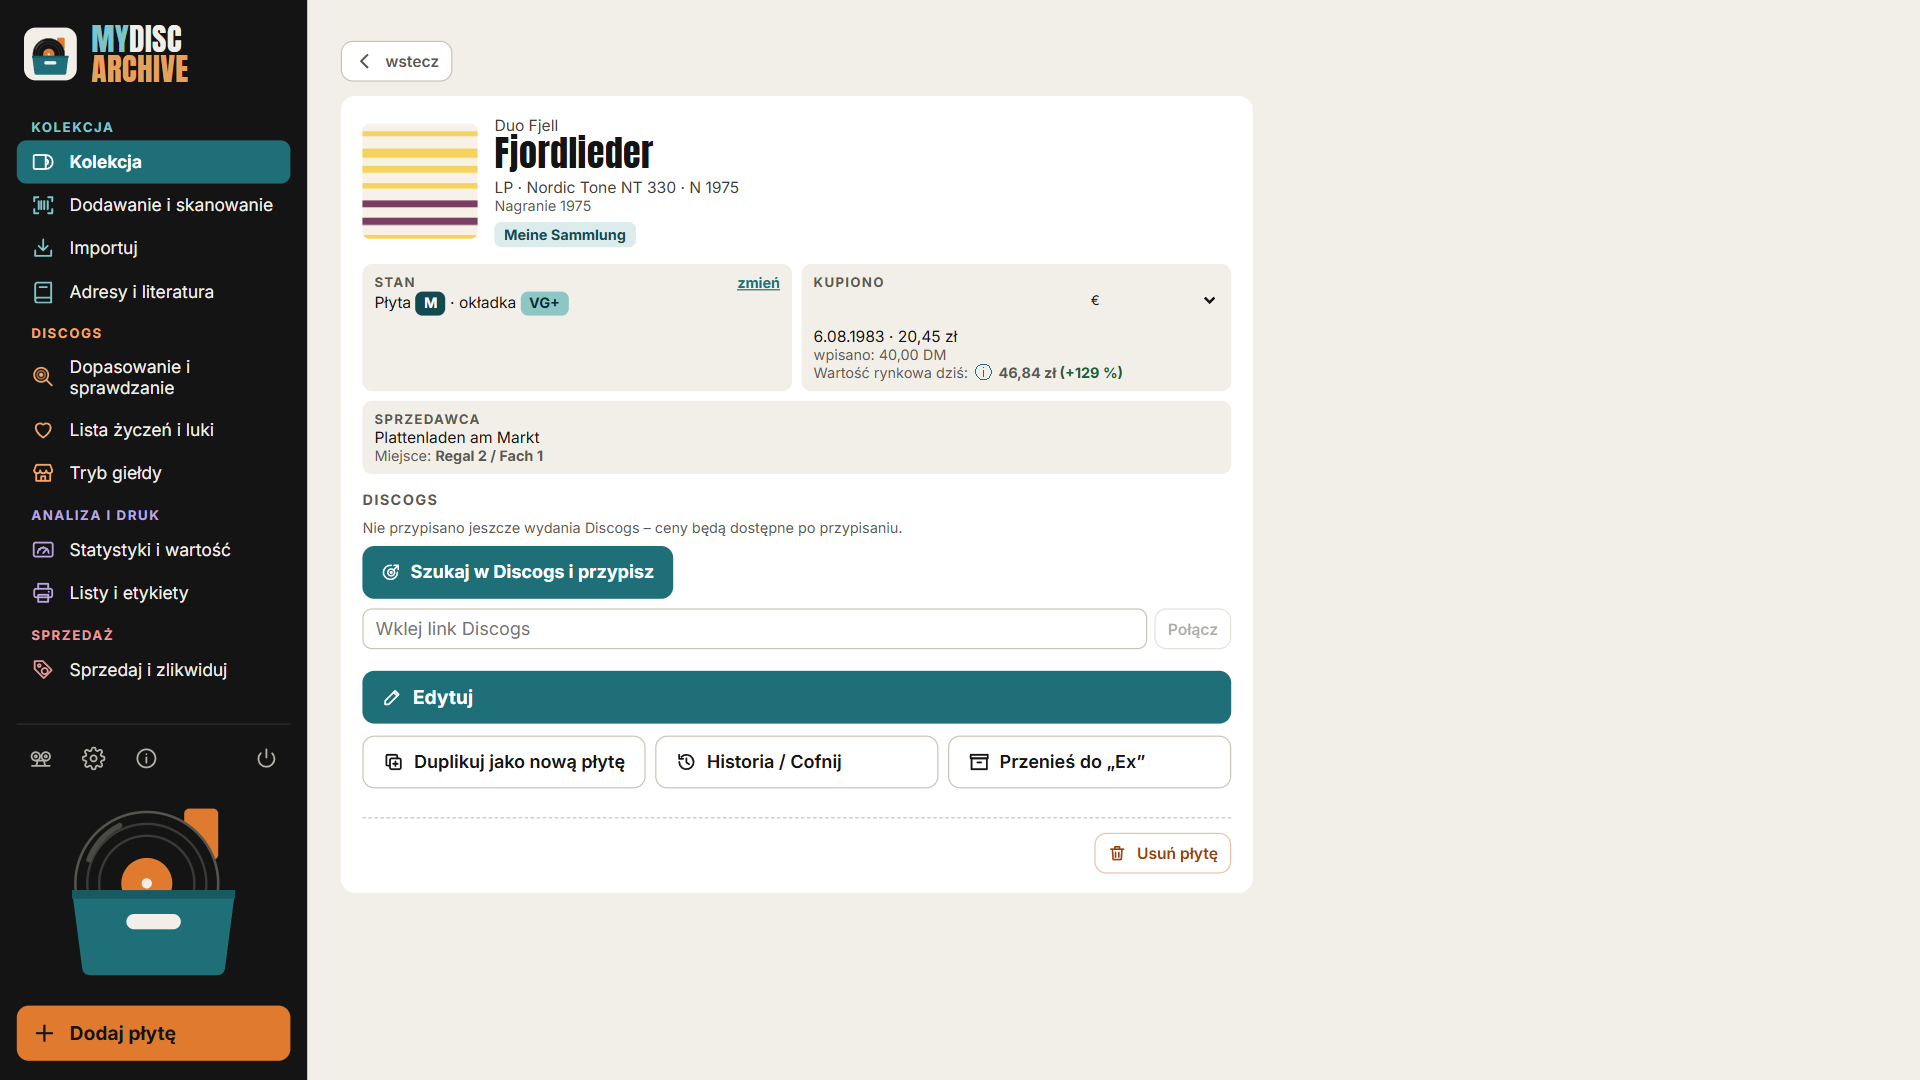 MYDISC
ARCHIVE
KOLEKCJA
Kolekcja
Dodawanie i skanowanie
Importuj
Adresy i literatura
DISCOGS
Dopasowanie i
sprawdzanie
Lista życzeń i luki
Tryb giełdy
ANALIZA I DRUK
Statystyki i wartość
Listy i etykiety
SPRZEDAŻ
Sprzedaj i zlikwiduj
Dodaj płytę
wstecz
Duo Fjell
Fjordlieder
LP · Nordic Tone NT 330 · N 1975
Nagranie 1975
Meine Sammlung
STAN
zmień
Płyta M · okładka VG+
KUPIONO
€
6.08.1983 · 20,45 zł
wpisano: 40,00 DM
Wartość rynkowa dziś: 46,84 zł (+129 %)
SPRZEDAWCA
Plattenladen am Markt
Miejsce: Regal 2 / Fach 1
DISCOGS
Nie przypisano jeszcze wydania Discogs – ceny będą dostępne po przypisaniu.
Szukaj w Discogs i przypisz
Wklej link Discogs
Połącz
Edytuj
Duplikuj jako nową płytę
Historia / Cofnij
Przenieś do „Ex”
Usuń płytę